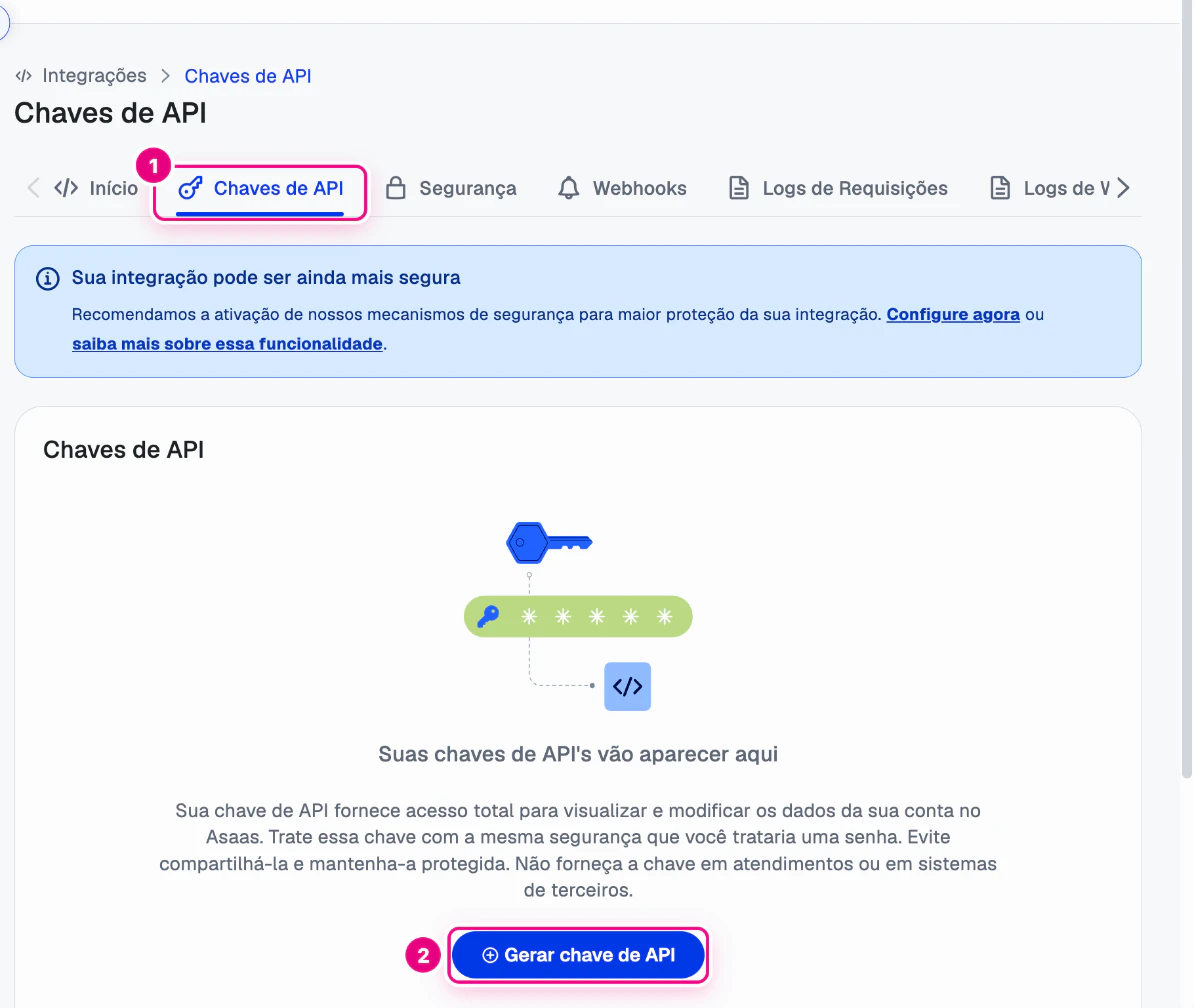 </> Integrações > Chaves de API
Chaves de API
1
</> Início Chaves de API Segurança Webhooks Logs de Requisições Logs de
Sua integração pode ser ainda mais segura
Recomendamos a ativação de nossos mecanismos de segurança para maior proteção da sua integração. Configure agora ou
saiba mais sobre essa funcionalidade.
Chaves de API
* * * * *
</>
Suas chaves de API's vão aparecer aqui
Sua chave de API fornece acesso total para visualizar e modificar os dados da sua conta no
Asaas. Trate essa chave com a mesma segurança que você trataria uma senha. Evite
compartilhá-la e mantenha-a protegida. Não forneça a chave em atendimentos ou em sistemas
de terceiros.
2 Gerar chave de API